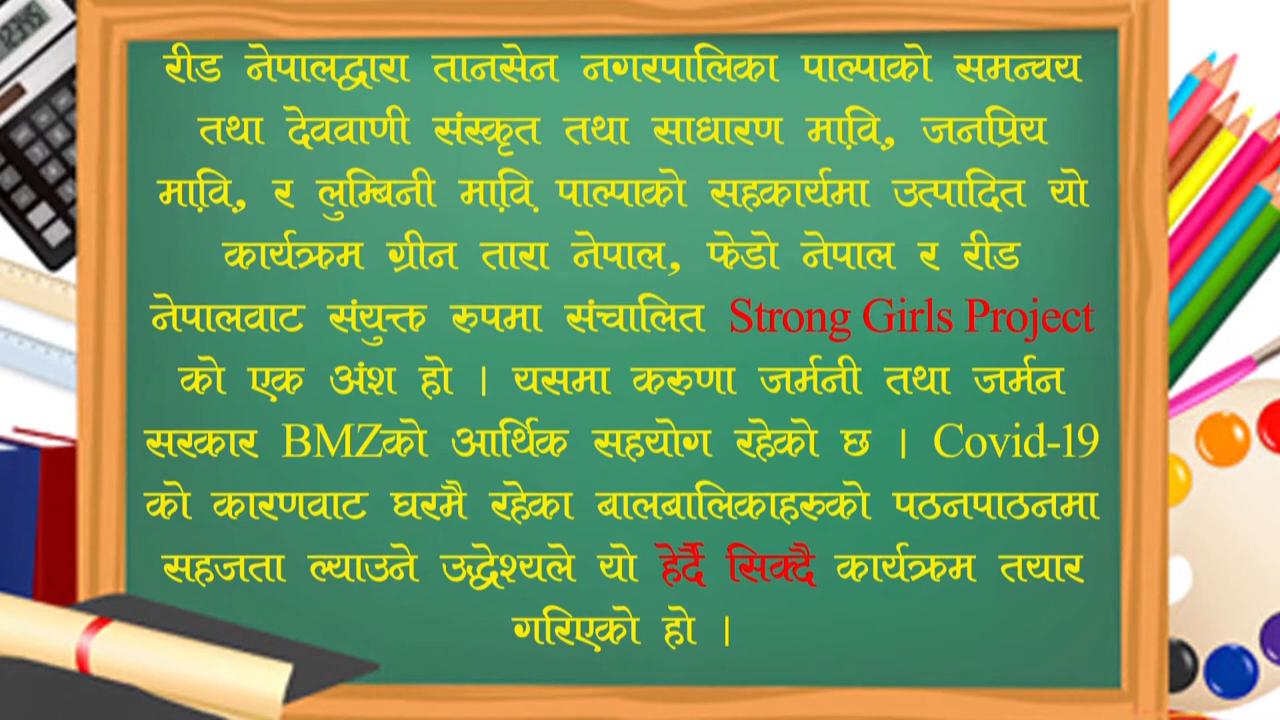 रीड नेपालद्वारा तानसेन नगरपालिका पाल्पाको समन्वय
तथा देववाणी संस्कृत तथा साधारण मा़वि़, जनप्रिय
मा़वि़, र लुम्बिनी मा़वि़ पाल्पाको सहकार्यमा उत्पादित यो
कार्यक्रम ग्रीन तारा नेपाल, फेडो नेपाल र रीड
नेपालवाट संयुक्त रुपमा संचालित Strong Girls Project
को एक अंश हो ।  यसमा करुणा जर्मनी तथा जर्मन
सरकार BMZको आर्थिक सहयोग रहेको छ । Covid-19
को कारणवाट घरमै रहेका बालबालिकाहरुको पठनपाठनमा
सहजता ल्याउने उद्धेश्यले यो हेर्दै सिक्दै कार्यक्रम तयार
गरिएको हो ।